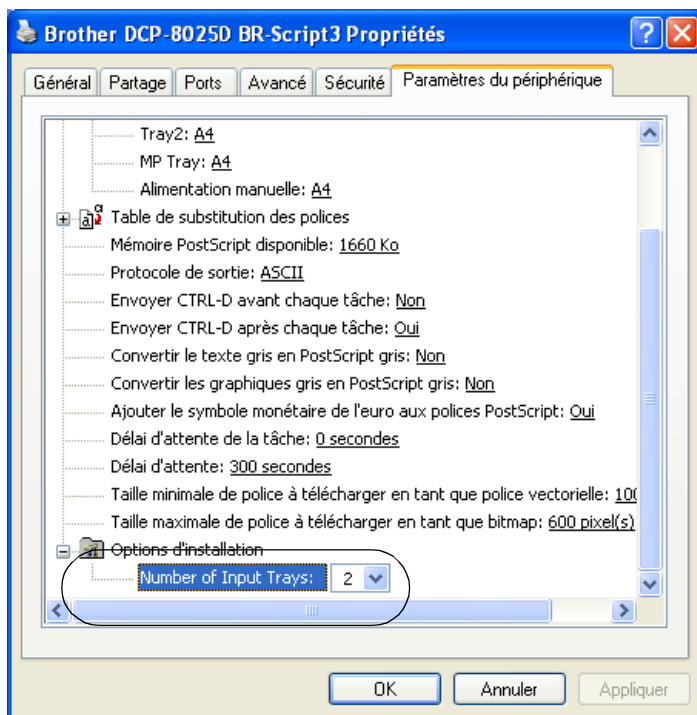 Brother DCP-8025D BR-Script3 Propriétés
Général Partage Ports Avancé Sécurité Paramètres du périphérique
Tray2: A4
MP Tray: A4
Alimentation manuelle: A4
Table de substitution des polices
Mémoire PostScript disponible: 1660 Ko
Protocole de sortie: ASCII
Envoyer CTRL-D avant chaque tâche: Non
Envoyer CTRL-D après chaque tâche: Oui
Convertir le texte gris en PostScript gris: Non
Convertir les graphiques gris en PostScript gris: Non
Ajouter le symbole monétaire de l'euro aux polices PostScript: Oui
Délai d'attente de la tâche: 0 secondes
Délai d'attente: 300 secondes
Taille minimale de police à télécharger en tant que police vectorielle:
Taille maximale de police à télécharger en tant que bitmap: 600 pixel(s)
Options d'installation
Number of Input Trays: 2
OK Annuler Appliquer